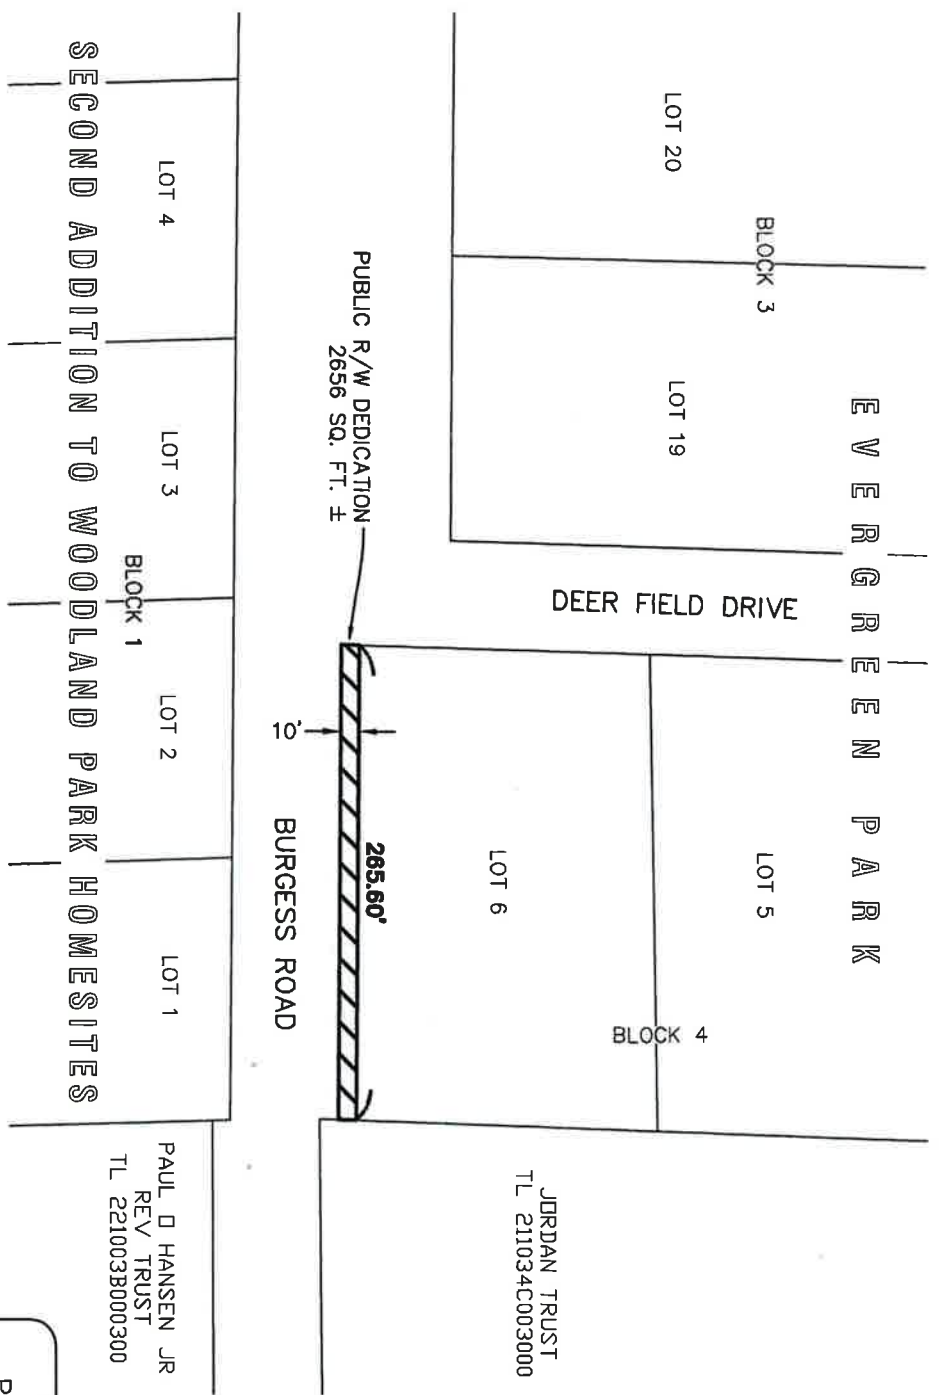 EVERGREEN PARK
BLOCK 3
LOT 20
LOT 19
DEER FIELD DRIVE
LOT 5
BLOCK 4
LOT 6
JORDAN TRUST
TL 211034C003000
PUBLIC R/W DEDICATION
2656 SQ. FT. ±
265.60'
10'
BURGESS ROAD
LOT 4
LOT 3
LOT 2
LOT 1
BLOCK 1
SECOND ADDITION TO WOODLAND PARK HOMESITES
PAUL O HANSEN JR
REV TRUST
TL 221003B000300